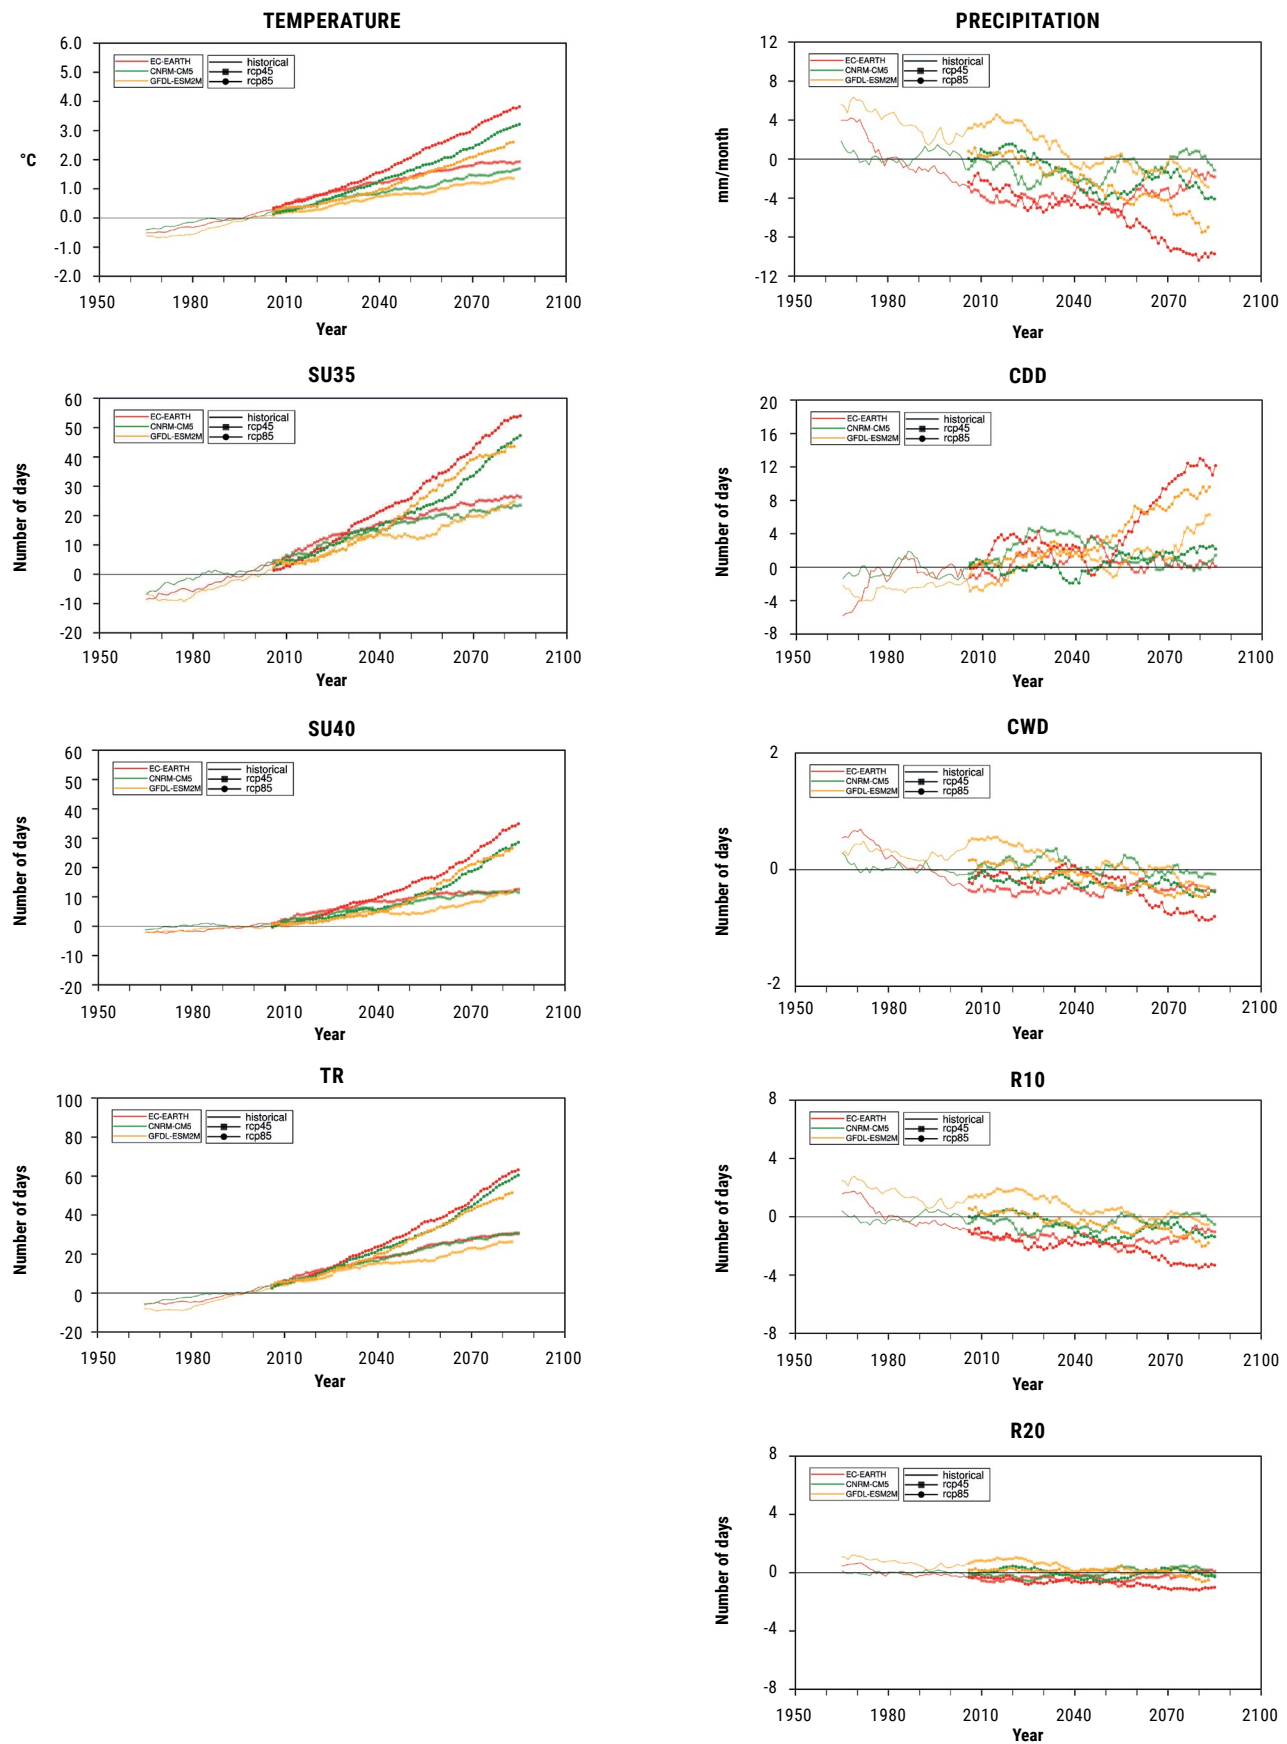 TEMPERATURE
6.0
5.0
4.0
3.0
2.0
1.0
0.0
-1.0
-2.0
°C
EC-EARTH
CNRM-CM5
GFDL-ESM2M
historical
rcp45
rcp85
1950 1980 2010 2040 2070 2100
Year
PRECIPITATION
12
8
4
0
-4
-8
-12
mm/month
EC-EARTH
CNRM-CM5
GFDL-ESM2M
historical
rcp45
rcp85
1950 1980 2010 2040 2070 2100
Year
SU35
60
50
40
30
20
10
0
-10
-20
Number of days
EC-EARTH
CNRM-CM5
GFDL-ESM2M
historical
rcp45
rcp85
1950 1980 2010 2040 2070 2100
Year
CDD
20
16
12
8
4
0
-4
-8
Number of days
EC-EARTH
CNRM-CM5
GFDL-ESM2M
historical
rcp45
rcp85
1950 1980 2010 2040 2070 2100
Year
SU40
60
50
40
30
20
10
0
-10
-20
Number of days
EC-EARTH
CNRM-CM5
GFDL-ESM2M
historical
rcp45
rcp85
1950 1980 2010 2040 2070 2100
Year
CWD
2
0
-2
Number of days
EC-EARTH
CNRM-CM5
GFDL-ESM2M
historical
rcp45
rcp85
1950 1980 2010 2040 2070 2100
Year
TR
100
80
60
40
20
0
-20
Number of days
EC-EARTH
CNRM-CM5
GFDL-ESM2M
historical
rcp45
rcp85
1950 1980 2010 2040 2070 2100
Year
R10
8
4
0
-4
-8
Number of days
EC-EARTH
CNRM-CM5
GFDL-ESM2M
historical
rcp45
rcp85
1950 1980 2010 2040 2070 2100
Year
R20
8
4
0
-4
-8
Number of days
EC-EARTH
CNRM-CM5
GFDL-ESM2M
historical
rcp45
rcp85
1950 1980 2010 2040 2070 2100
Year